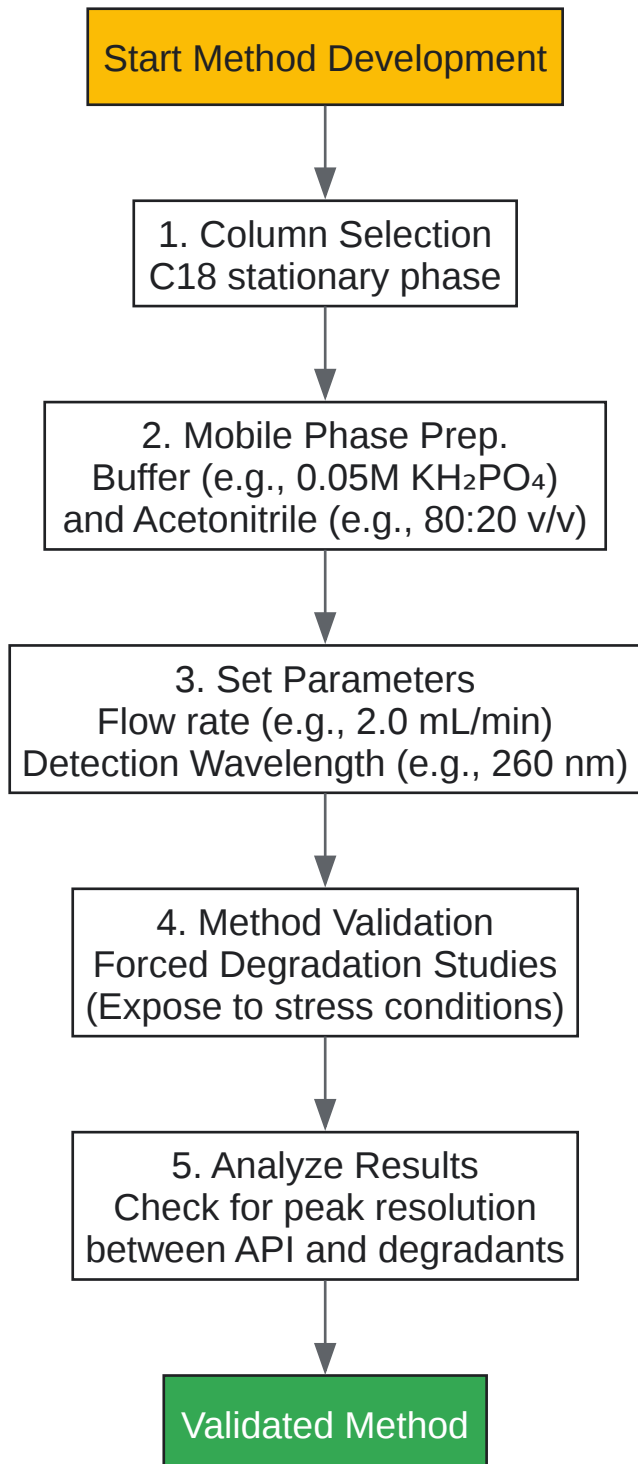 Start Method Development
1. Column Selection
C18 stationary phase
2. Mobile Phase Prep.
Buffer (e.g., 0.05M KH₂PO₄)
and Acetonitrile (e.g., 80:20 v/v)
3. Set Parameters
Flow rate (e.g., 2.0 mL/min)
Detection Wavelength (e.g., 260 nm)
4. Method Validation
Forced Degradation Studies
(Expose to stress conditions)
5. Analyze Results
Check for peak resolution
between API and degradants
Validated Method